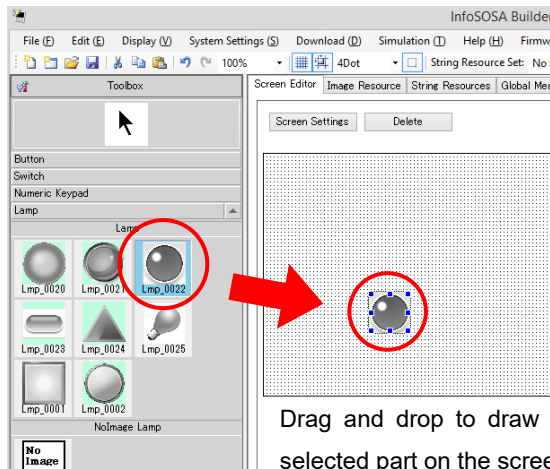 InfoSOSA Builder
File (F) Edit (E) Display (V) System Settings (S) Download (D) Simulation (T) Help (H) Firmw
100% 4Dot String Resource Set: No
Toolbox
Screen Editor Image Resource String Resources Global Mem
Screen Settings Delete
Button
Switch
Numeric Keypad
Lamp
Lamp
Lmp_0020 Lmp_0021 Lmp_0022
Lmp_0023 Lmp_0024 Lmp_0025
Lmp_0001 Lmp_0002
NoImage Lamp
No
Image
Drag and drop to draw
selected part on the scree